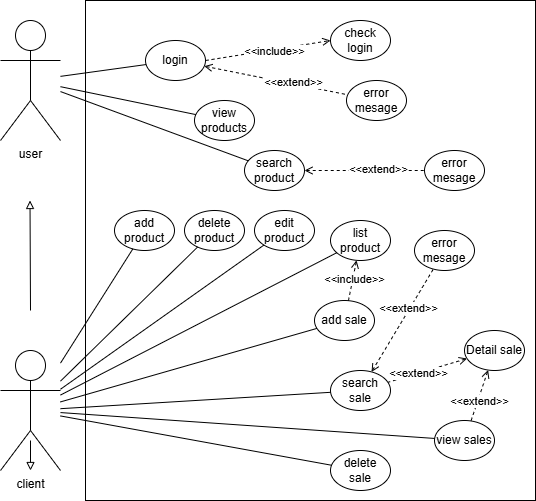 check
login
<<include>>
login
<<extend>>
error
mesage
view
products
user
search
product
<<extend>>
error
mesage
add
product
delete
product
edit
product
list
product
error
mesage
<<include>>
<<extend>>
add sale
Detail sale
search
sale
<<extend>>
<<extend>>
view sales
delete
sale
client